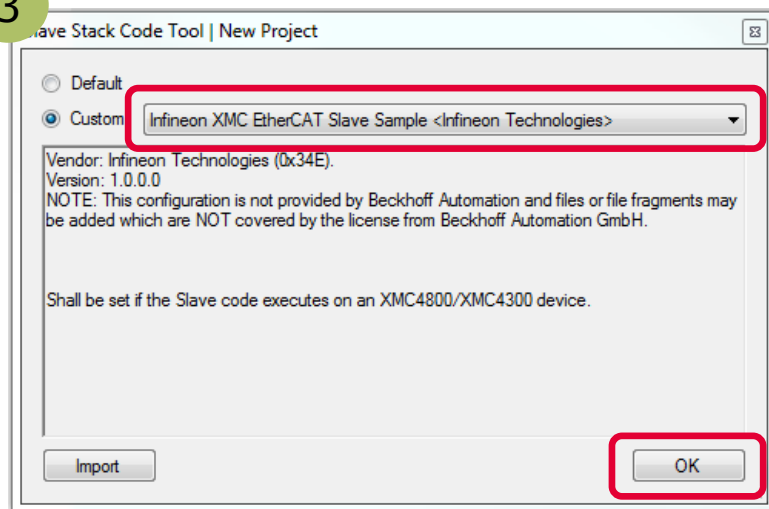 3
ave Stack Code Tool | New Project
Default
Custom Infineon XMC EtherCAT Slave Sample <Infineon Technologies>
Vendor: Infineon Technologies (0x34E).
Version: 1.0.0.0
NOTE: This configuration is not provided by Beckhoff Automation and files or file fragments may
be added which are NOT covered by the license from Beckhoff Automation GmbH.
Shall be set if the Slave code executes on an XMC4800/XMC4300 device.
Import OK